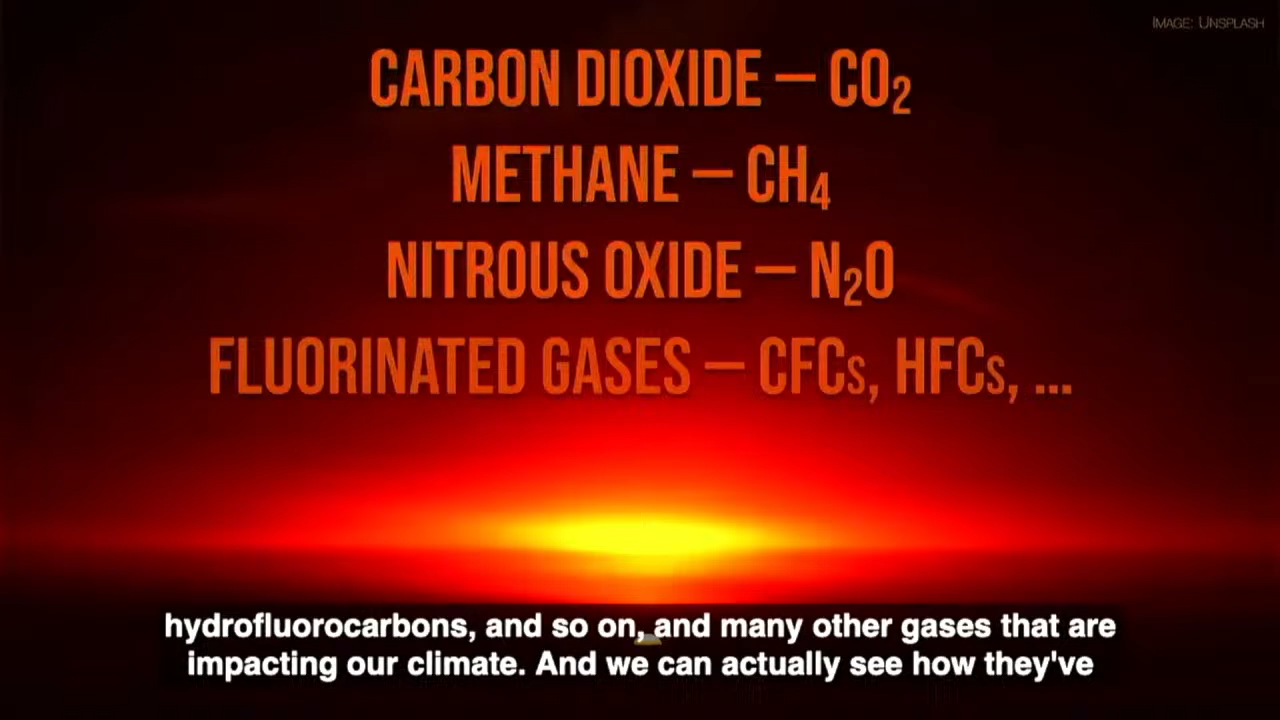 IMAGE: UNSPLASH
CARBON DIOXIDE – CO₂
METHANE – CH₄
NITROUS OXIDE – N₂O
FLUORINATED GASES – CFCs, HFCs, ...
hydrofluorocarbons, and so on, and many other gases that are
impacting our climate. And we can actually see how they've